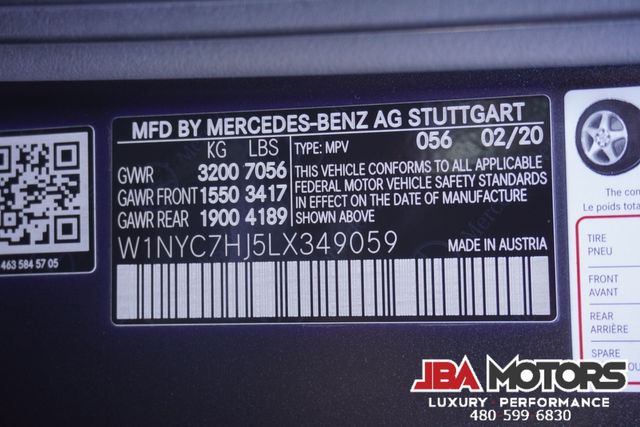 MFD BY MERCEDES-BENZ AG STUTTGART
KG LBS TYPE: MPV 056 02/20
GVWR 3200 7056
GAWR FRONT 1550 3417
GAWR REAR 1900 4189
THIS VEHICLE CONFORMS TO ALL APPLICABLE
FEDERAL MOTOR VEHICLE SAFETY STANDARDS
IN EFFECT ON THE DATE OF MANUFACTURE
SHOWN ABOVE
W1NYC7HJ5LX349059
MADE IN AUSTRIA
463 584 57 05
The com
Le poids total
TIRE
PNEU
FRONT
AVANT
REAR
ARRIÈRE
SPARE
JBA MOTORS
LUXURY • PERFORMANCE
480 599 6830